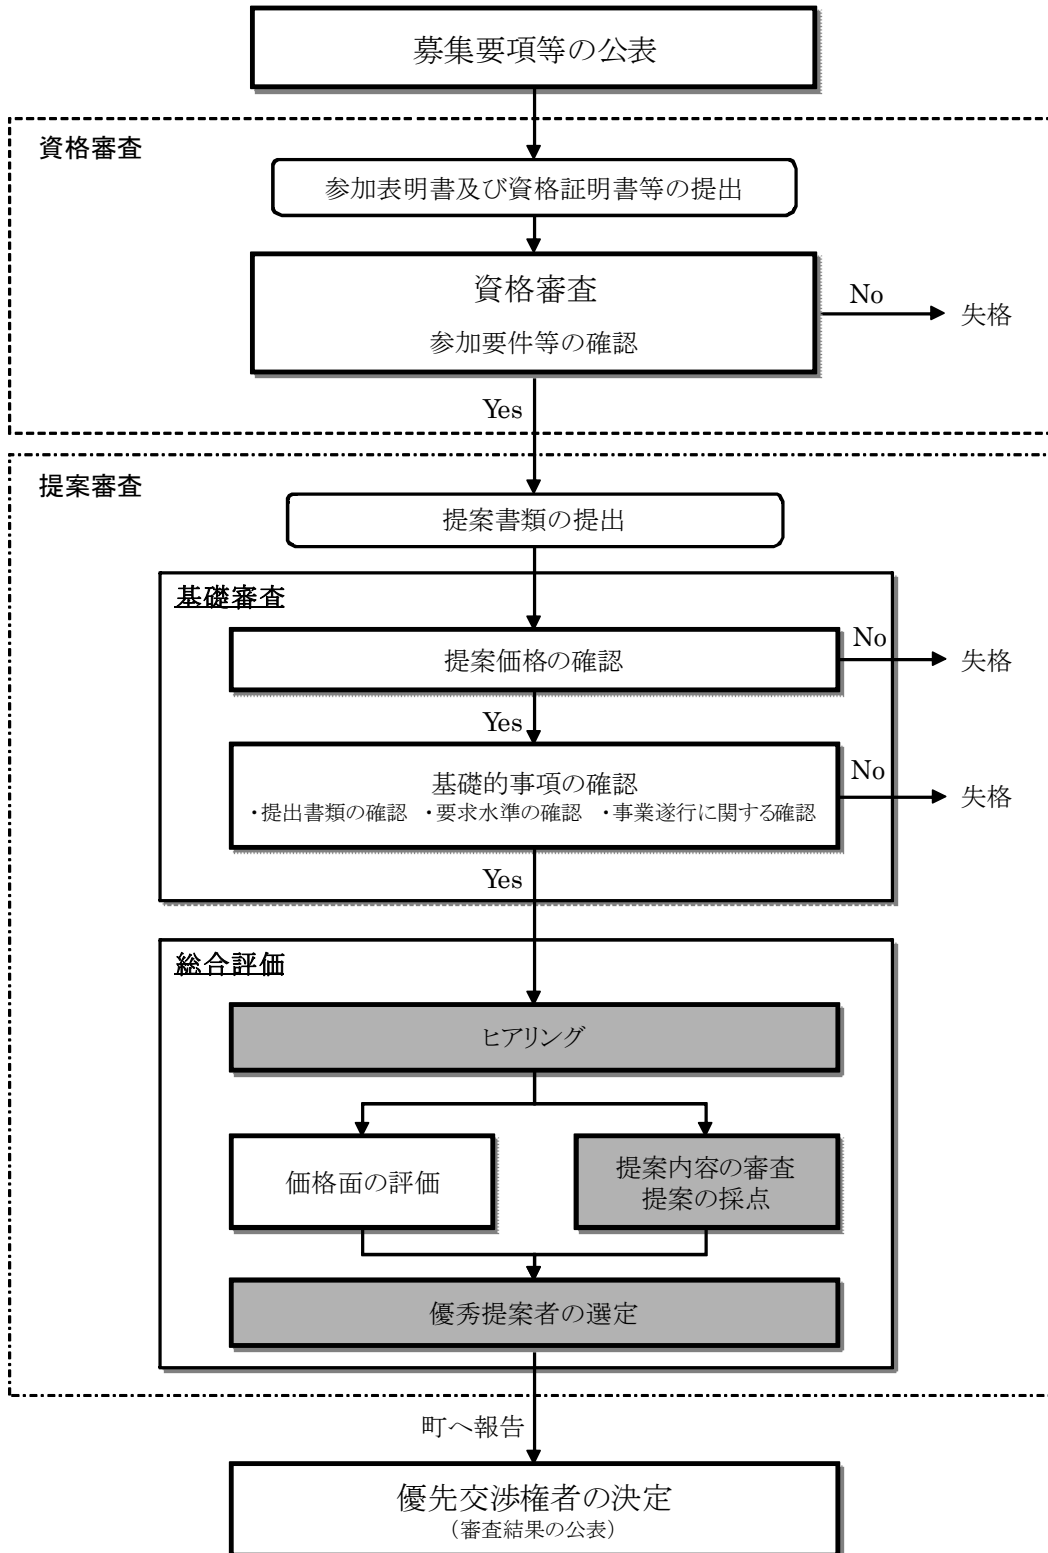 募集要項等の公表
資格審査
参加表明書及び資格証明書等の提出
資格審査
参加要件等の確認
No
失格
Yes
提案審査
提案書類の提出
基礎審査
提案価格の確認
No
失格
Yes
基礎的事項の確認
・提出書類の確認 ・要求水準の確認 ・事業遂行に関する確認
No
失格
Yes
総合評価
ヒアリング
価格面の評価
提案内容の審査
提案の採点
優秀提案者の選定
町へ報告
優先交渉権者の決定
（審査結果の公表）